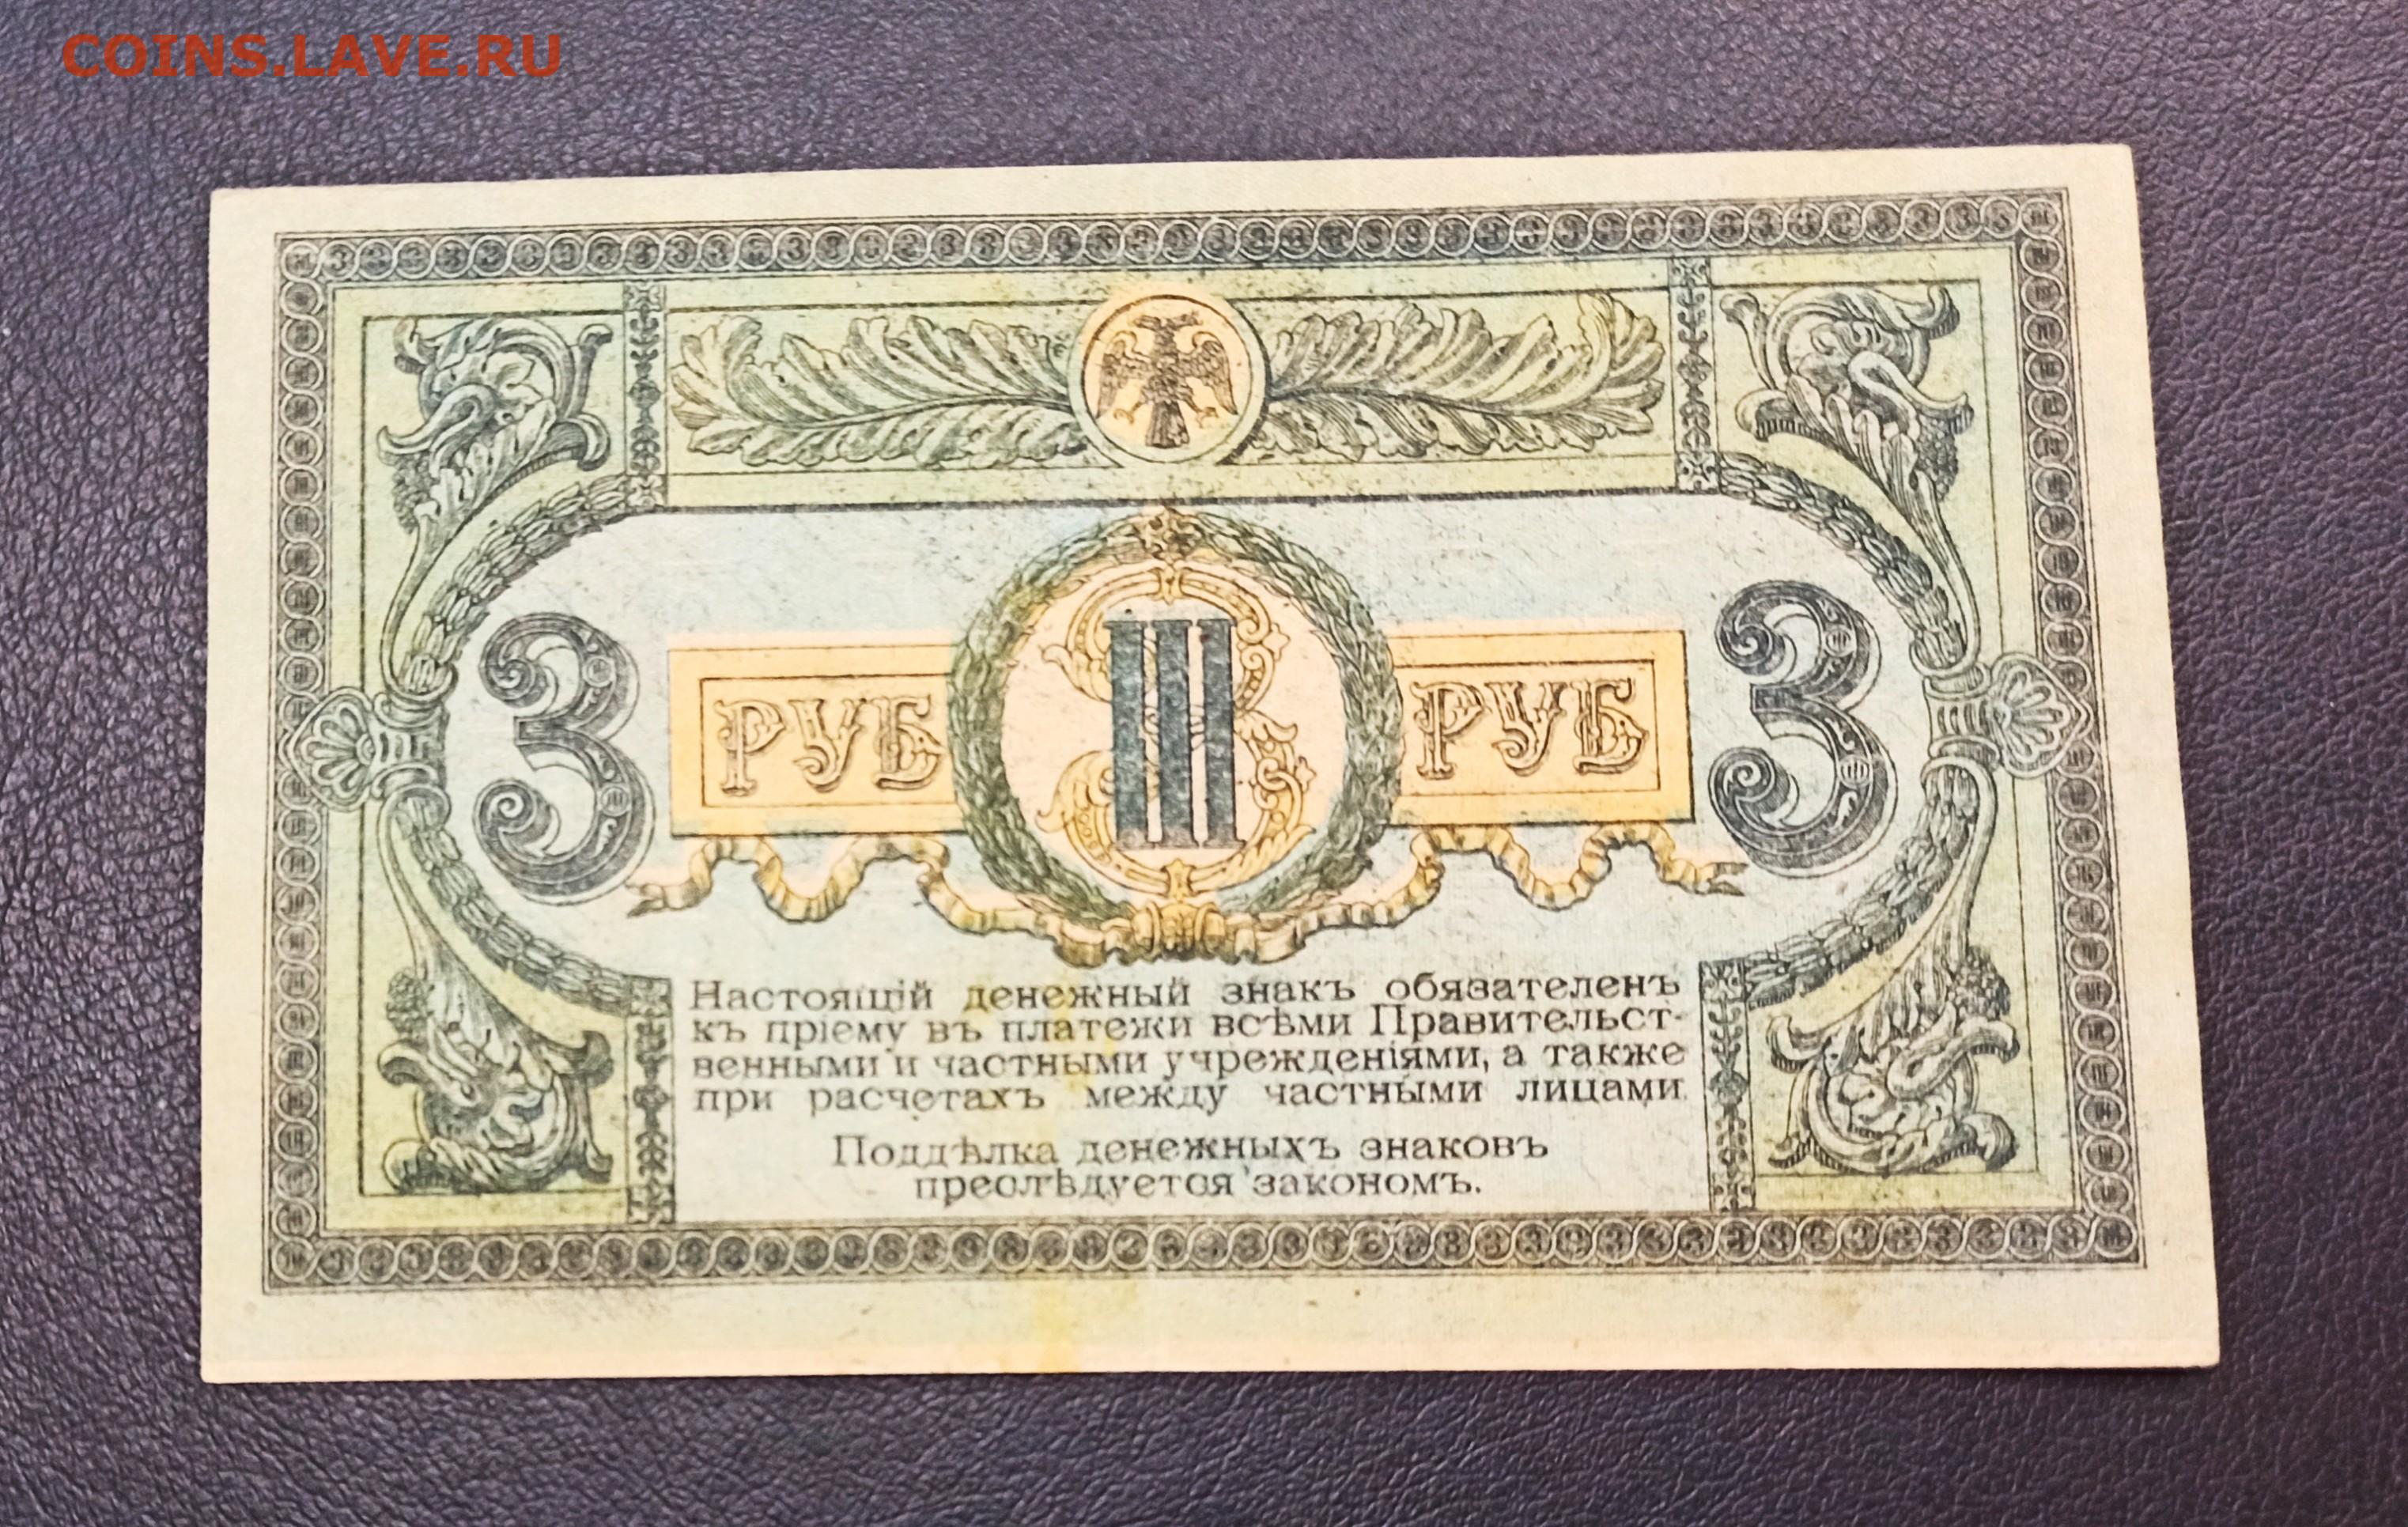 COINS.LAVE.RU
3 РУБ III РУБ 3
Настоящій денежный знакъ обязателенъ
къ пріему въ платежи всѣми Правительст-
венными и частными учрежденіями, а также
при расчетахъ между частными лицами.
Поддѣлка денежныхъ знаковъ
преслѣдуется закономъ.